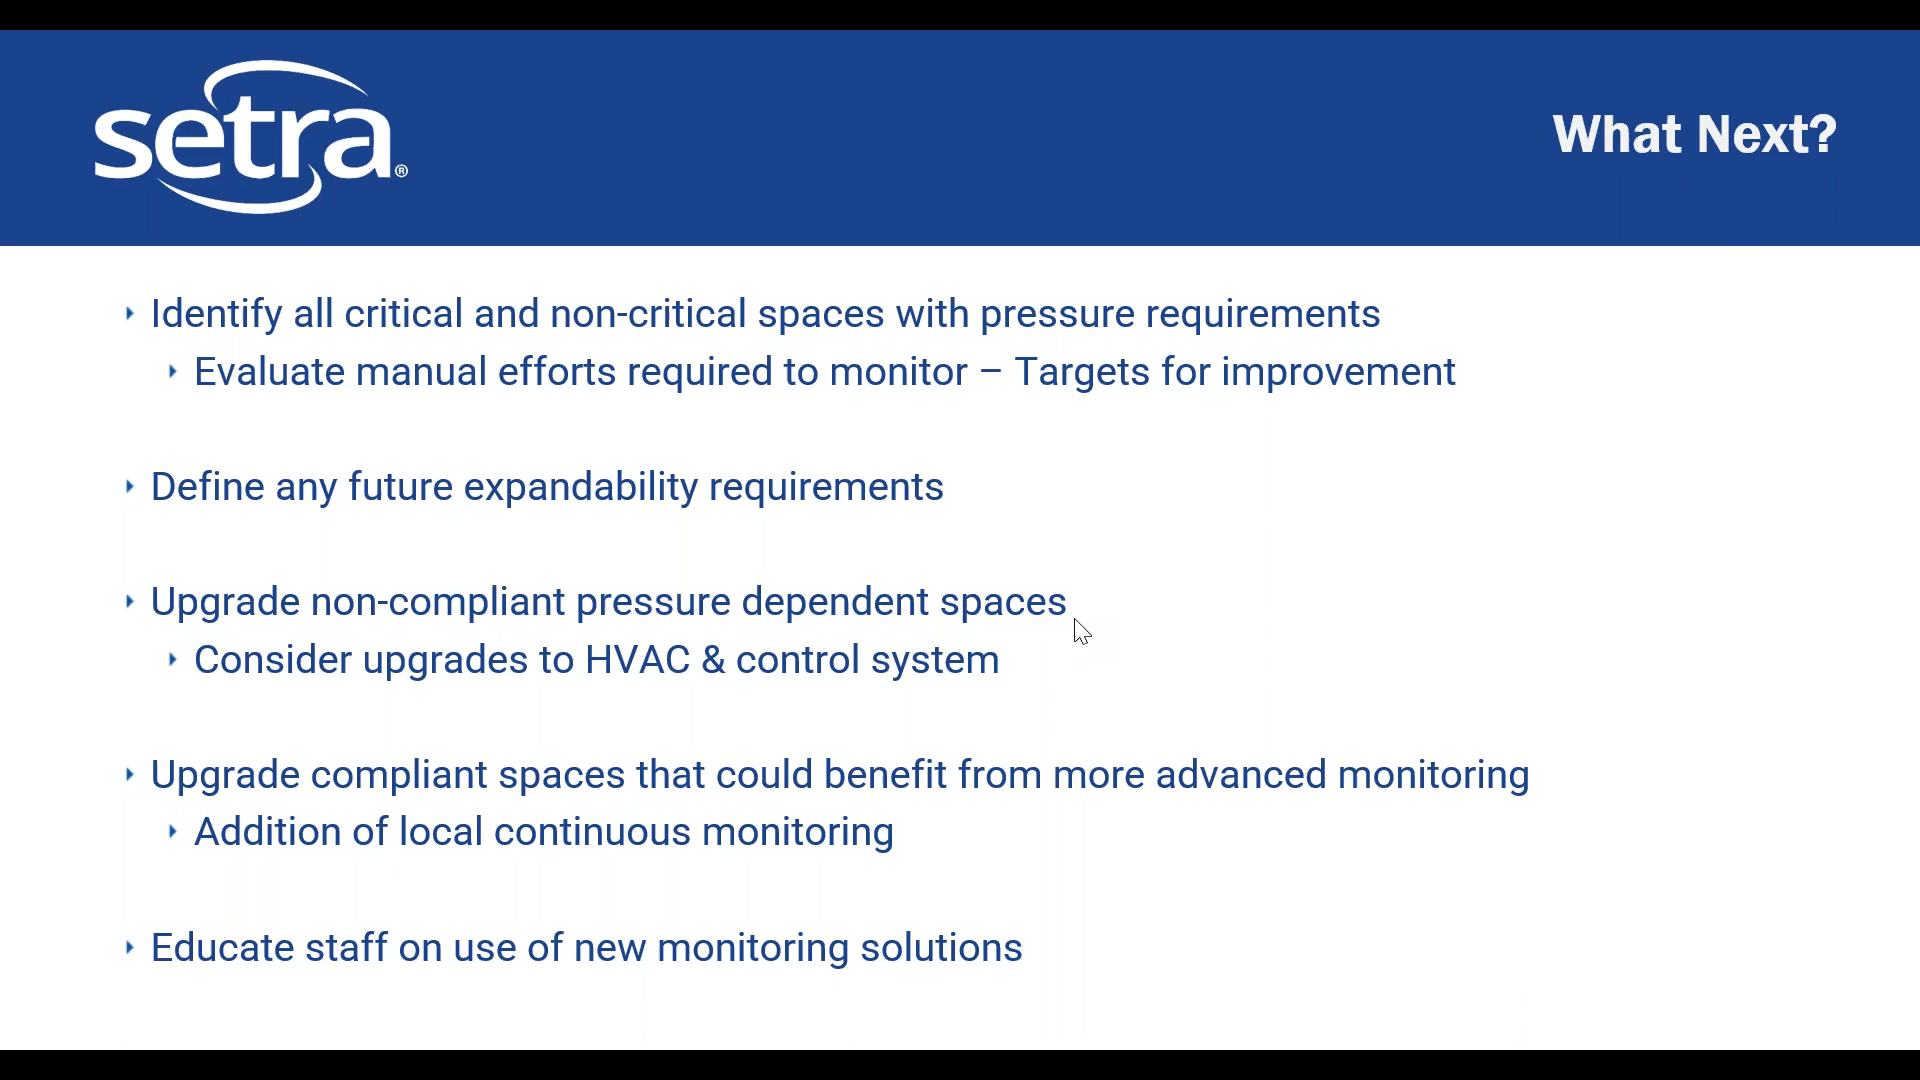 setra®
What Next?
Identify all critical and non-critical spaces with pressure requirements
Evaluate manual efforts required to monitor – Targets for improvement
Define any future expandability requirements
Upgrade non-compliant pressure dependent spaces
Consider upgrades to HVAC & control system
Upgrade compliant spaces that could benefit from more advanced monitoring
Addition of local continuous monitoring
Educate staff on use of new monitoring solutions